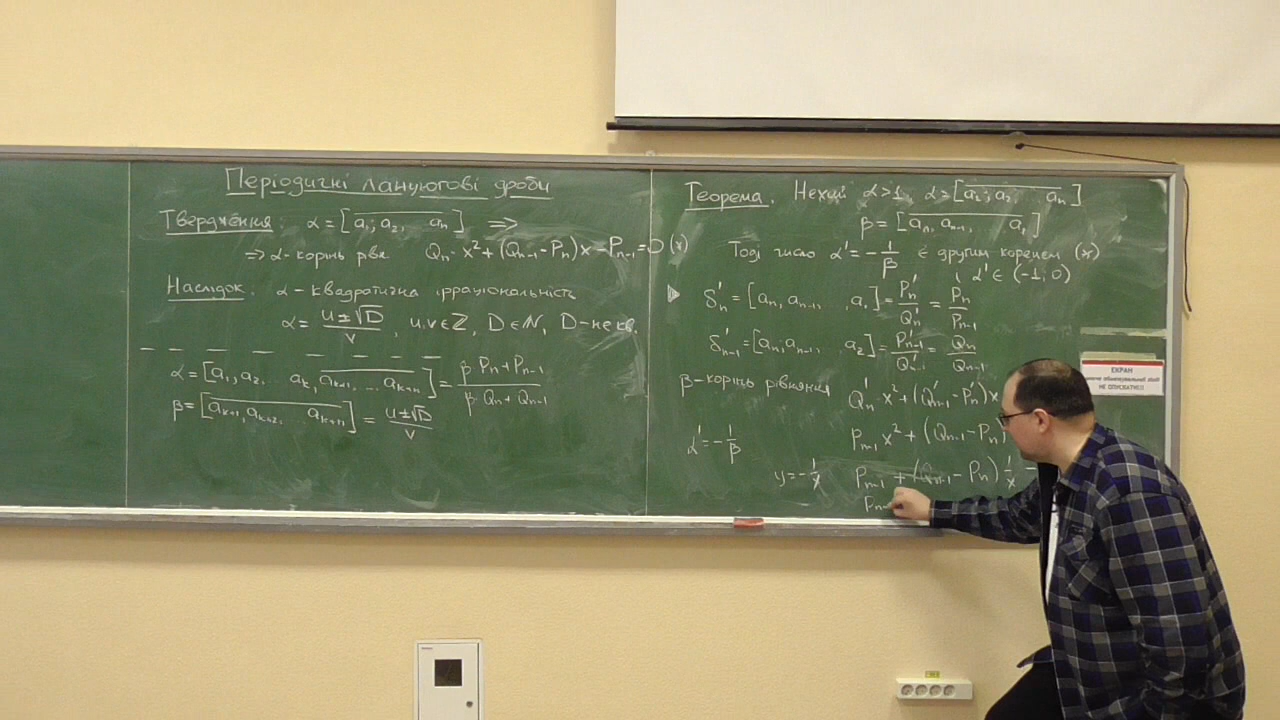 Періодичні ланцюгові дроби
Твердження: α = [a₁; a₂, aₙ] ⇒
⇒ α - корінь рівн. Qₙ·x² + (Qₙ₋₁ - Pₙ)x - Pₙ₋₁ = 0 (*)
Наслідок. α - квадратична ірраціональність
α = (u ± √D)/v, u, v ∈ ℤ, D ∈ ℕ, D - не кв.
α = [a₁, a₂, ... aₖ, aₖ₊₁, ... aₖ₊ₙ] = (β·Pₙ + Pₙ₋₁)/(β·Qₙ + Qₙ₋₁)
β = [aₖ₊₁, aₖ₊₂, aₖ₊ₙ] = (u ± √D)/v
Теорема. Нехай α > 1, α = [a₁; a₂, aₙ]
β = [aₙ, aₙ₋₁, a₁]
Тоді число α' = -1/β є другим коренем (*)
α' ∈ (-1; 0)
δ'ₙ = [aₙ, aₙ₋₁, a₁] = P'ₙ/Q'ₙ = Pₙ/Pₙ₋₁
δ'ₙ₋₁ = [aₙ; aₙ₋₁, a₂] = P'ₙ₋₁/Q'ₙ₋₁ = Qₙ/Qₙ₋₁
β - корінь рівняння Q'ₙ·x² + (Q'ₙ₋₁ - P'ₙ)x
Pₙ₋₁x² + (Qₙ₋₁ - Pₙ)
α' = -1/β
y = -1/x Pₙ₋₁ + (Qₙ₋₁ - Pₙ) 1/x -
ЕКРАН
НЕ ОПУСКАТИ!!!